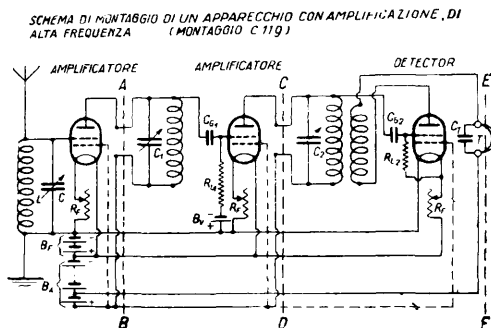 SCHEMA DI MONTAGGIO DI UN APPARECCHIO CON AMPLIFICAZIONE, DI
ALTA FREQUENZA (MONTAGGIO C 119)
AMPLIFICATORE
A
AMPLIFICATORE
C
DETECTOR
E
L
C
RF
C1
CG1
RL1
BV
RF
C2
CG2
RL2
RF
CT
T
BF
BA
B
D
F